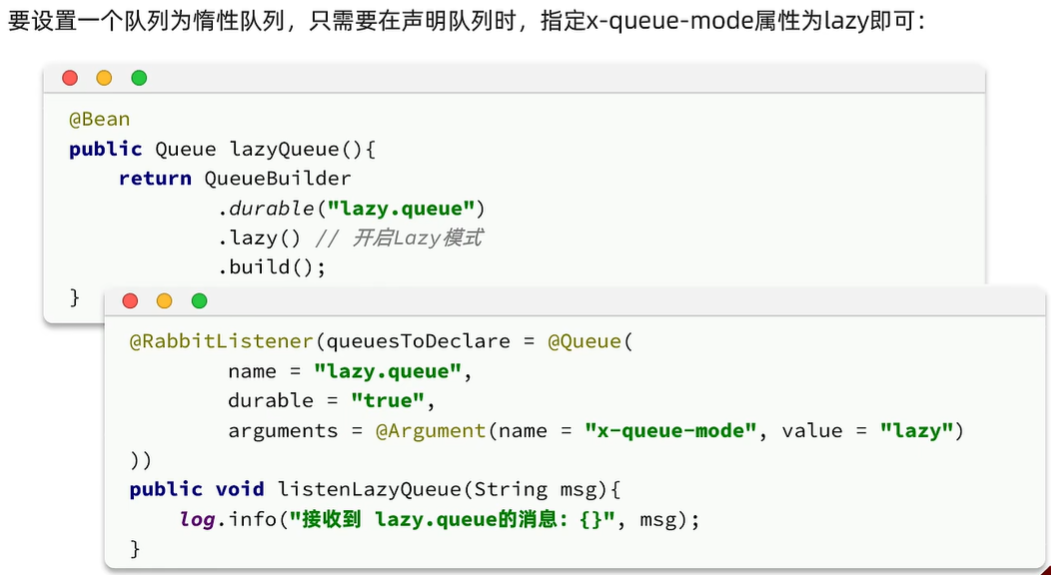 要设置一个队列为惰性队列，只需要在声明队列时，指定x-queue-mode属性为lazy即可：
@Bean
public Queue lazyQueue(){
    return QueueBuilder
            .durable("lazy.queue")
            .lazy() // 开启Lazy模式
            .build();
}
@RabbitListener(queuesToDeclare = @Queue(
        name = "lazy.queue",
        durable = "true",
        arguments = @Argument(name = "x-queue-mode", value = "lazy")
))
public void listenLazyQueue(String msg){
    log.info("接收到 lazy.queue的消息：{}", msg);
}